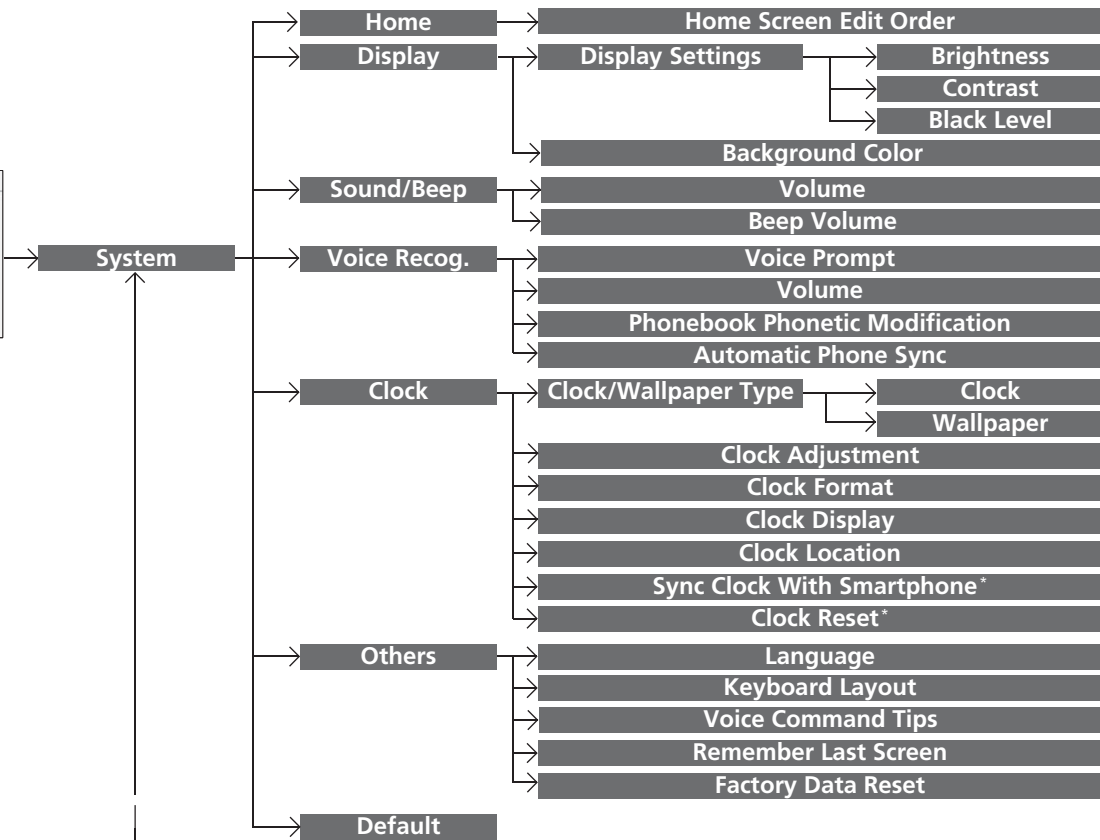 Home
Home Screen Edit Order
Display
Display Settings
Brightness
Contrast
Black Level
Background Color
Sound/Beep
Volume
Beep Volume
System
Voice Recog.
Voice Prompt
Volume
Phonebook Phonetic Modification
Automatic Phone Sync
Clock
Clock/Wallpaper Type
Clock
Wallpaper
Clock Adjustment
Clock Format
Clock Display
Clock Location
Sync Clock With Smartphone*
Clock Reset*
Others
Language
Keyboard Layout
Voice Command Tips
Remember Last Screen
Factory Data Reset
Default